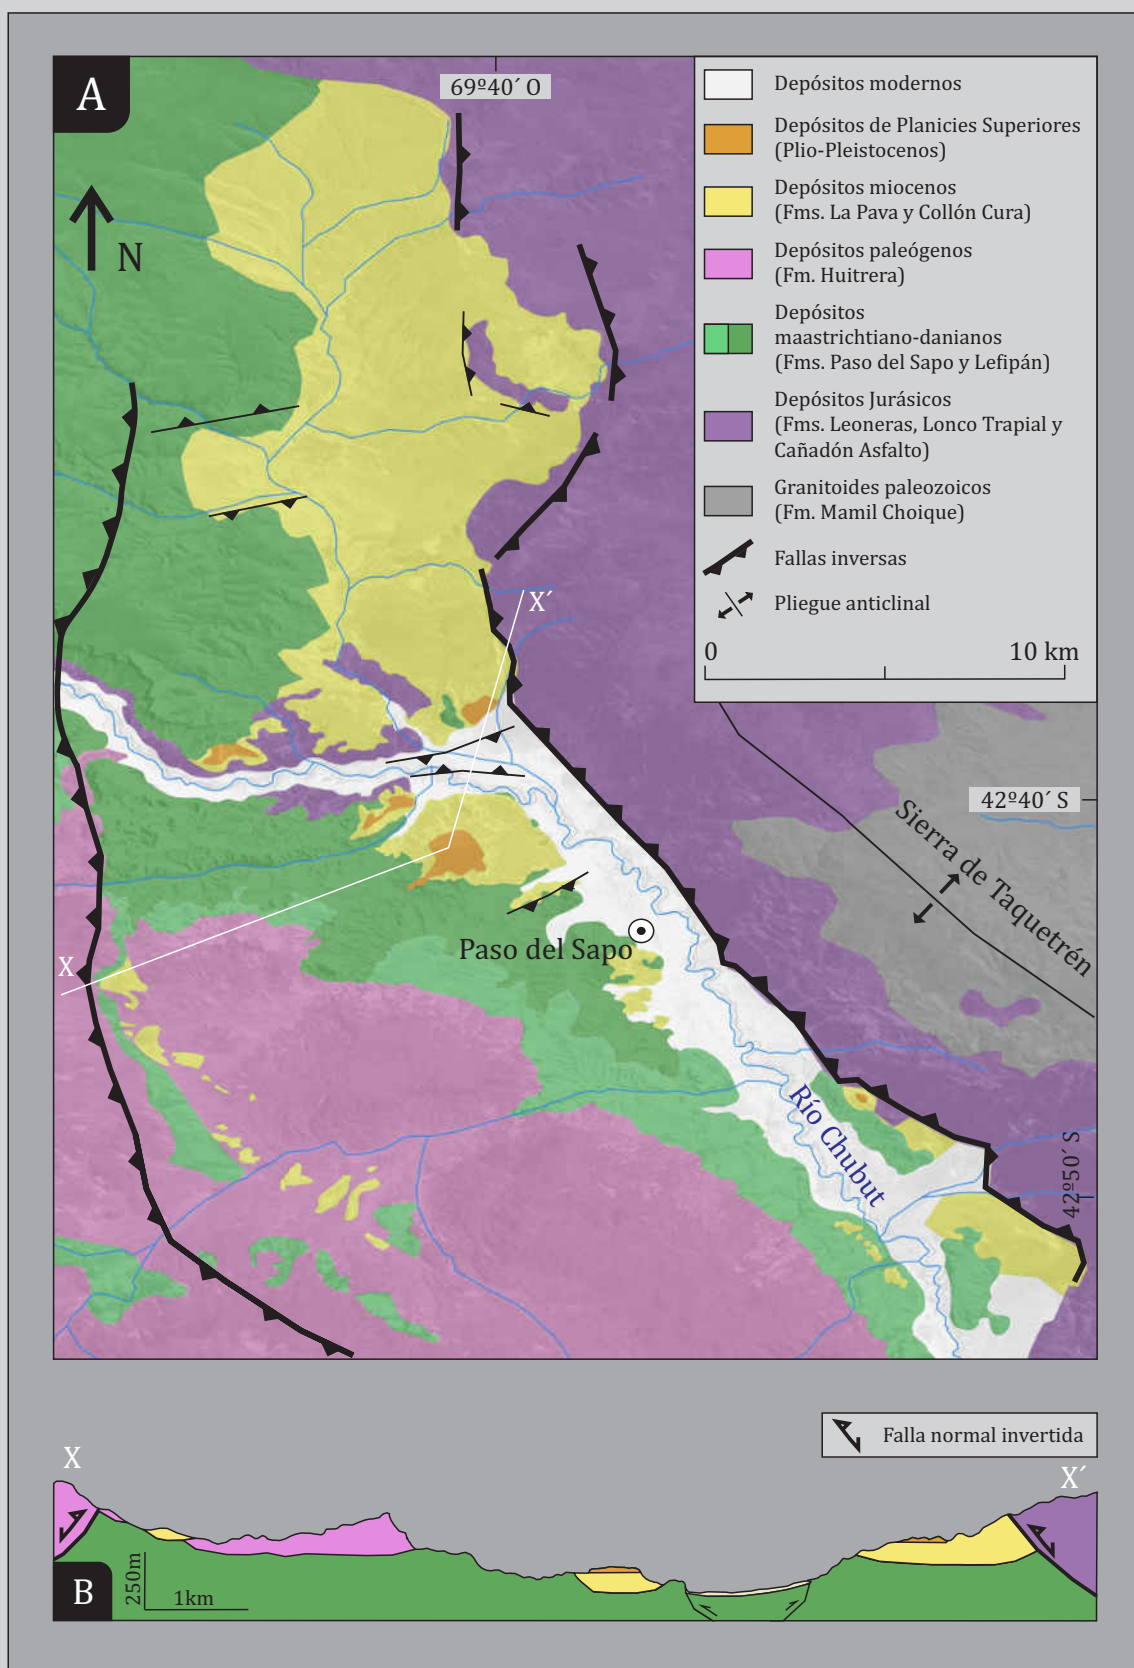 A
69º40´ O
N
Depósitos modernos
Depósitos de Planicies Superiores
(Plio-Pleistocenos)
Depósitos miocenos
(Fms. La Pava y Collón Cura)
Depósitos paleógenos
(Fm. Huitrera)
Depósitos
maastrichtiano-danianos
(Fms. Paso del Sapo y Lefipán)
Depósitos Jurásicos
(Fms. Leoneras, Lonco Trapial y
Cañadón Asfalto)
Granitoides paleozoicos
(Fm. Mamil Choique)
Fallas inversas
Pliegue anticlinal
0 10 km
X´
42º40´ S
Sierra de Taquetrén
Paso del Sapo
X
Río Chubut
42º50´ S
Falla normal invertida
X
X´
B
250m
1km